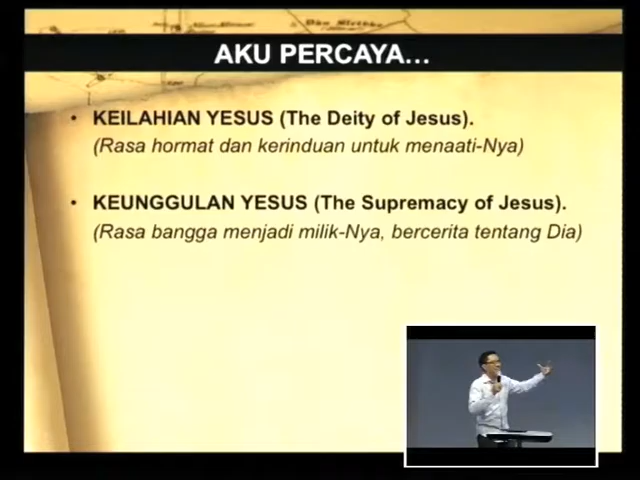 AKU PERCAYA...
• KEILAHIAN YESUS (The Deity of Jesus).
(Rasa hormat dan kerinduan untuk menaati-Nya)
• KEUNGGULAN YESUS (The Supremacy of Jesus).
(Rasa bangga menjadi milik-Nya, bercerita tentang Dia)